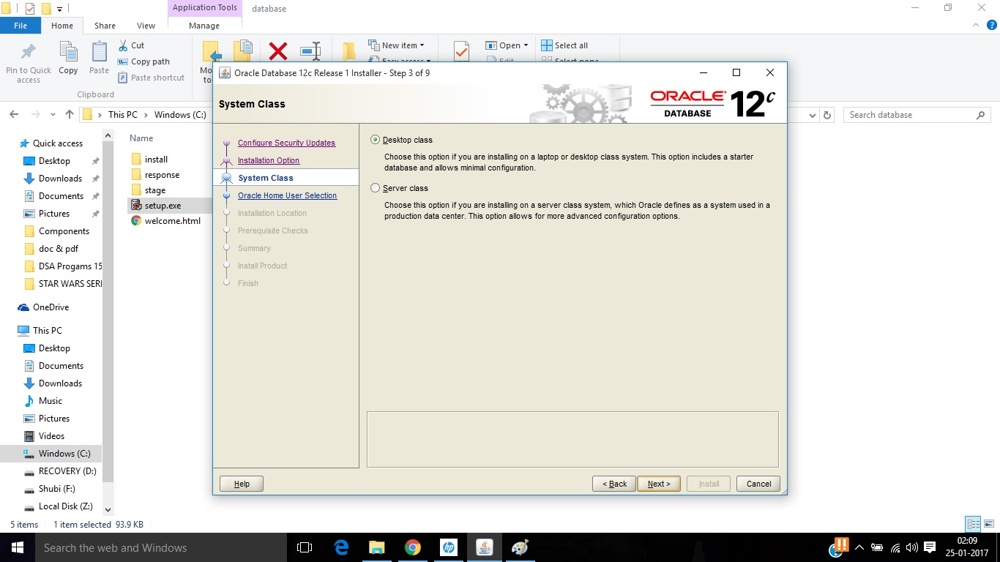 Application Tools
database
File
Home
Share
View
Manage
Pin to Quick
access
Copy
Paste
Cut
Copy path
Paste shortcut
Clipboard
Mo
to
New item
Easy access
Open
Edit
Select all
Select none
This PC
Windows (C:)
Search database
Quick access
Desktop
Downloads
Documents
Pictures
Components
doc & pdf
DSA Progams 15
STAR WARS SERI
OneDrive
This PC
Desktop
Documents
Downloads
Music
Pictures
Videos
Windows (C:)
RECOVERY (D:)
Shubi (F:)
Local Disk (Z:)
Name
install
response
stage
setup.exe
welcome.html
Oracle Database 12c Release 1 Installer - Step 3 of 9
System Class
ORACLE
DATABASE
12c
Configure Security Updates
Installation Option
System Class
Oracle Home User Selection
Installation Location
Prerequisite Checks
Summary
Install Product
Finish
Desktop class
Choose this option if you are installing on a laptop or desktop class system. This option includes a starter
database and allows minimal configuration.
Server class
Choose this option if you are installing on a server class system, which Oracle defines as a system used in a
production data center. This option allows for more advanced configuration options.
Help
< Back
Next >
Install
Cancel
5 items
1 item selected 93.9 KB
Search the web and Windows
hp
02:09
25-01-2017